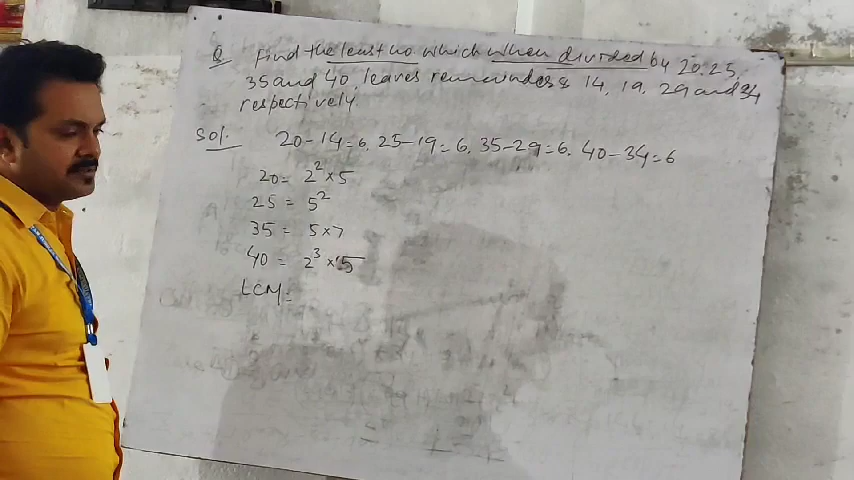 Q Find the least no. which when divided by 20, 25,
35 and 40, leaves remainders 14, 19, 29 and 34
respectively.
Sol. 20-14=6, 25-19=6, 35-29=6, 40-34=6
20= 2²×5
25 = 5²
35 = 5×7
40 = 2³×5
LCM=